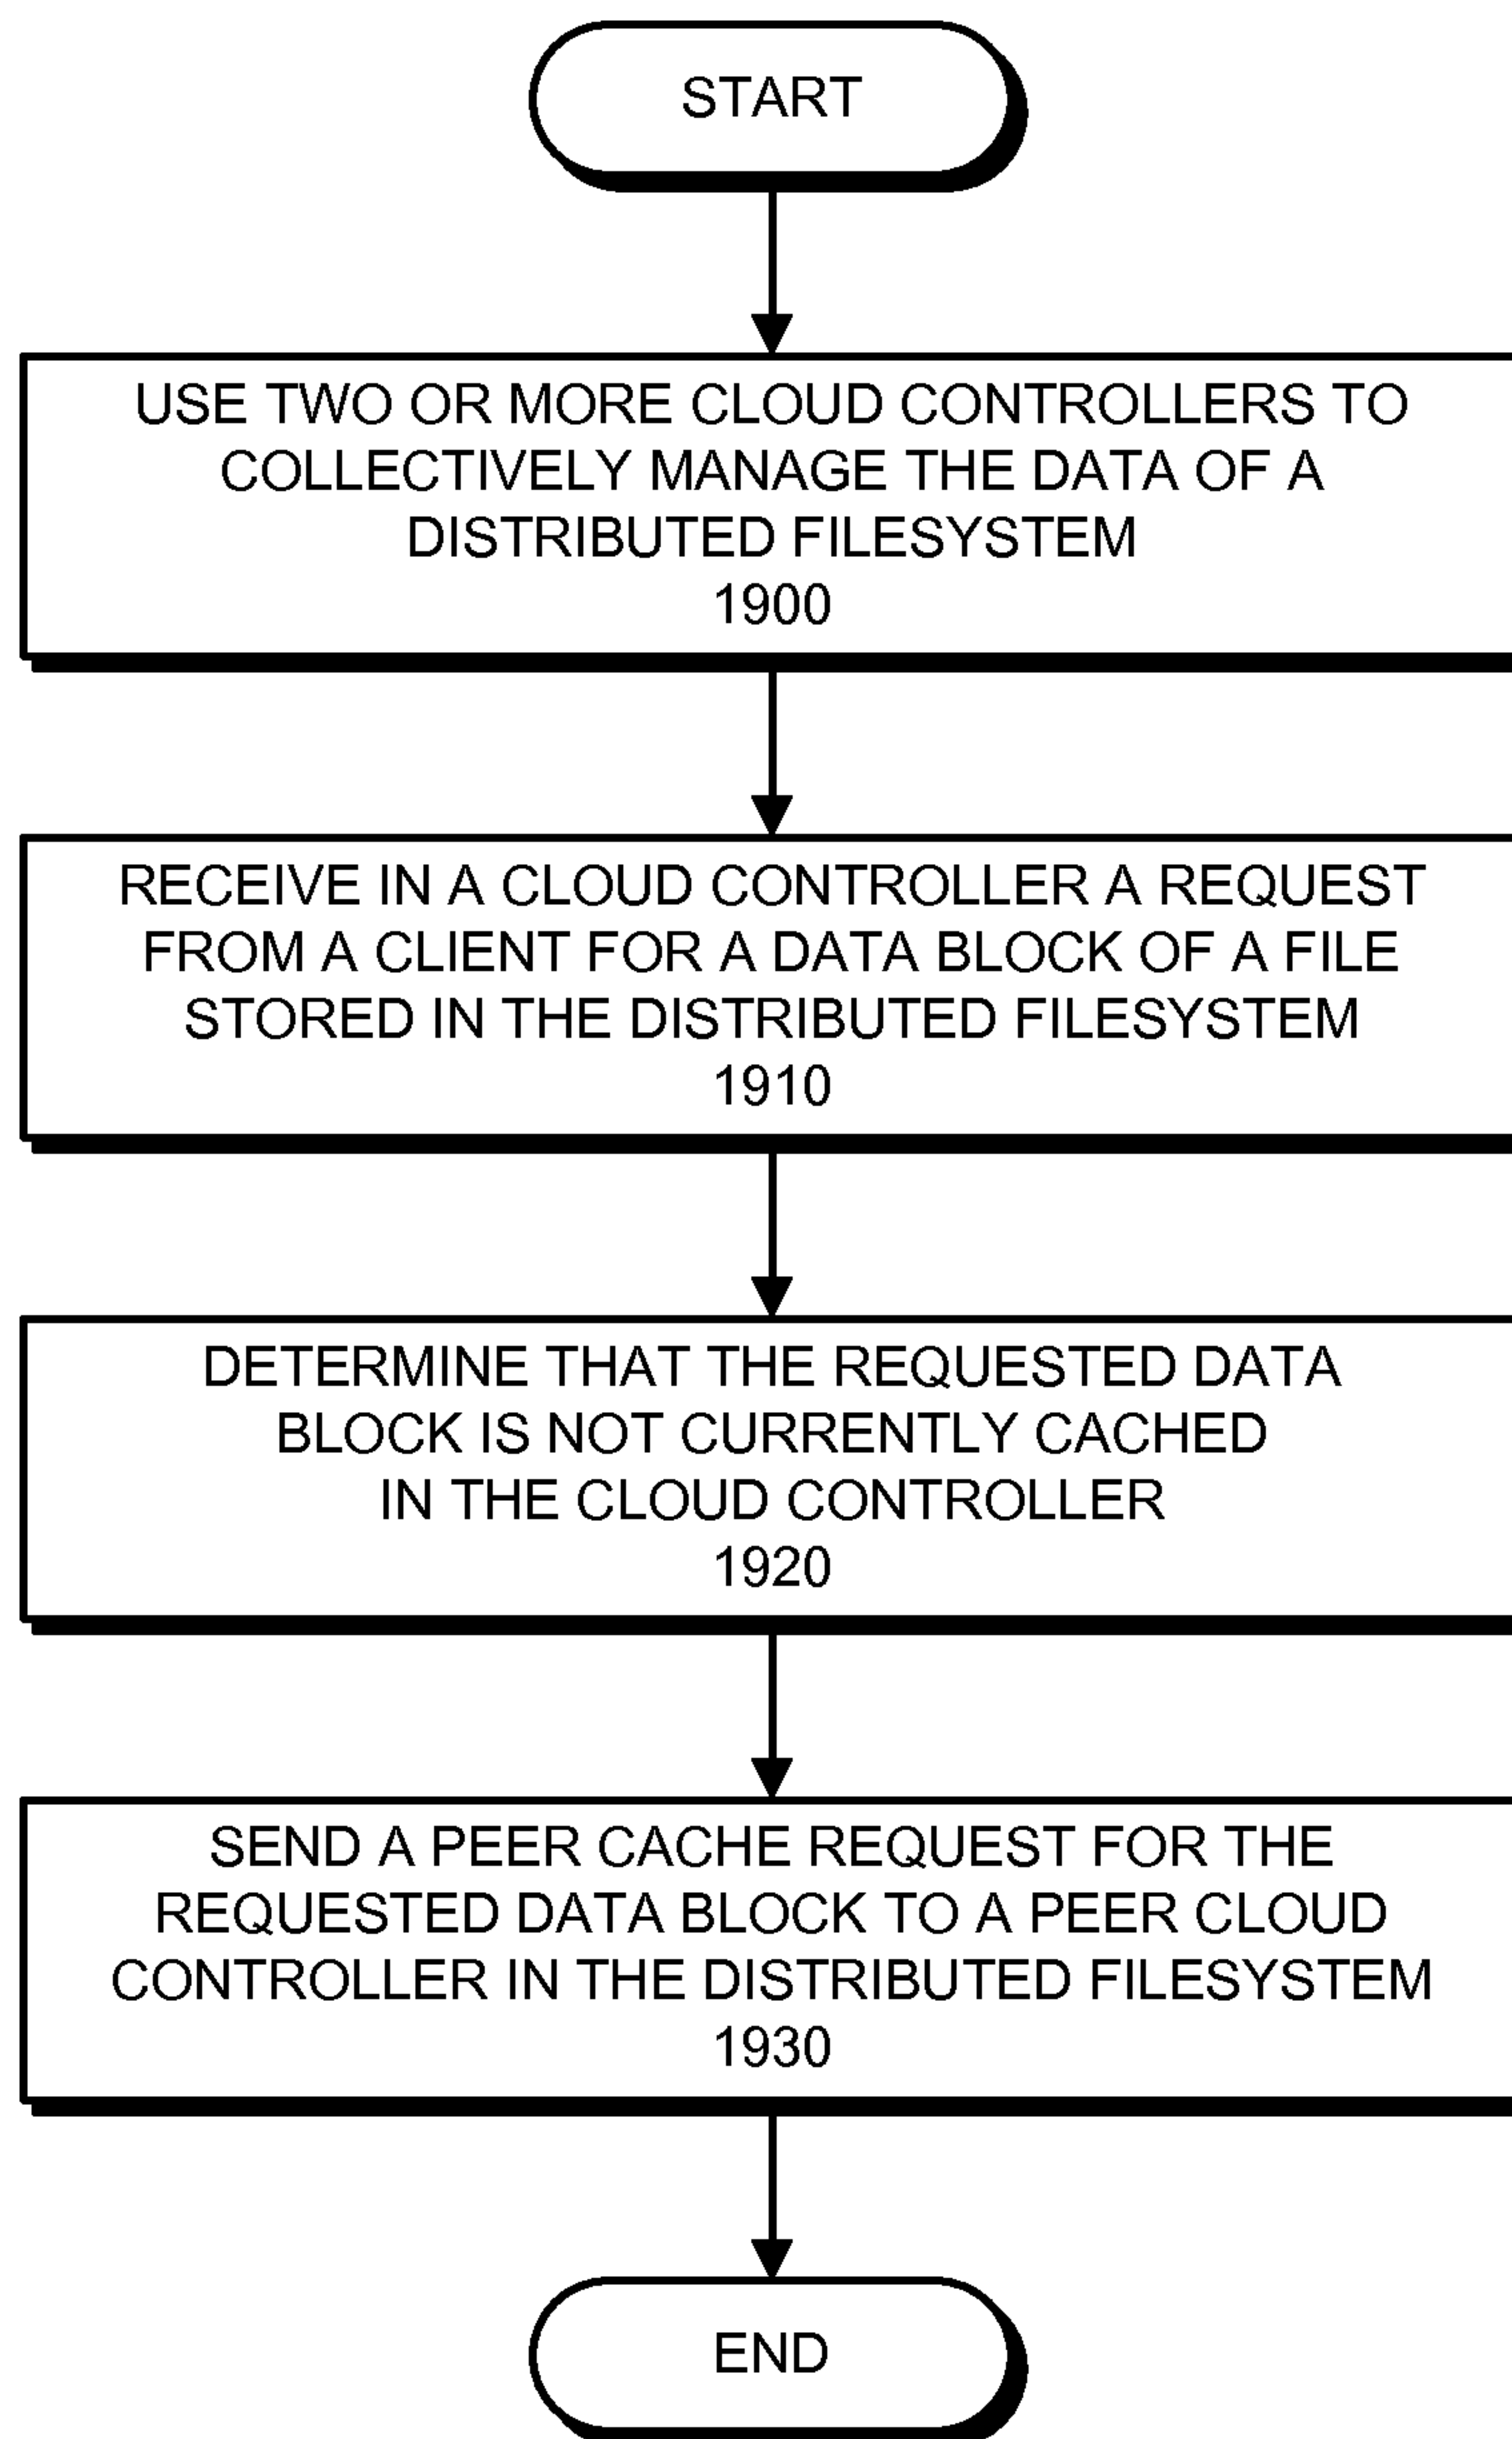 START
USE TWO OR MORE CLOUD CONTROLLERS TO
COLLECTIVELY MANAGE THE DATA OF A
DISTRIBUTED FILESYSTEM
1900
RECEIVE IN A CLOUD CONTROLLER A REQUEST
FROM A CLIENT FOR A DATA BLOCK OF A FILE
STORED IN THE DISTRIBUTED FILESYSTEM
1910
DETERMINE THAT THE REQUESTED DATA
BLOCK IS NOT CURRENTLY CACHED
IN THE CLOUD CONTROLLER
1920
SEND A PEER CACHE REQUEST FOR THE
REQUESTED DATA BLOCK TO A PEER CLOUD
CONTROLLER IN THE DISTRIBUTED FILESYSTEM
1930
END